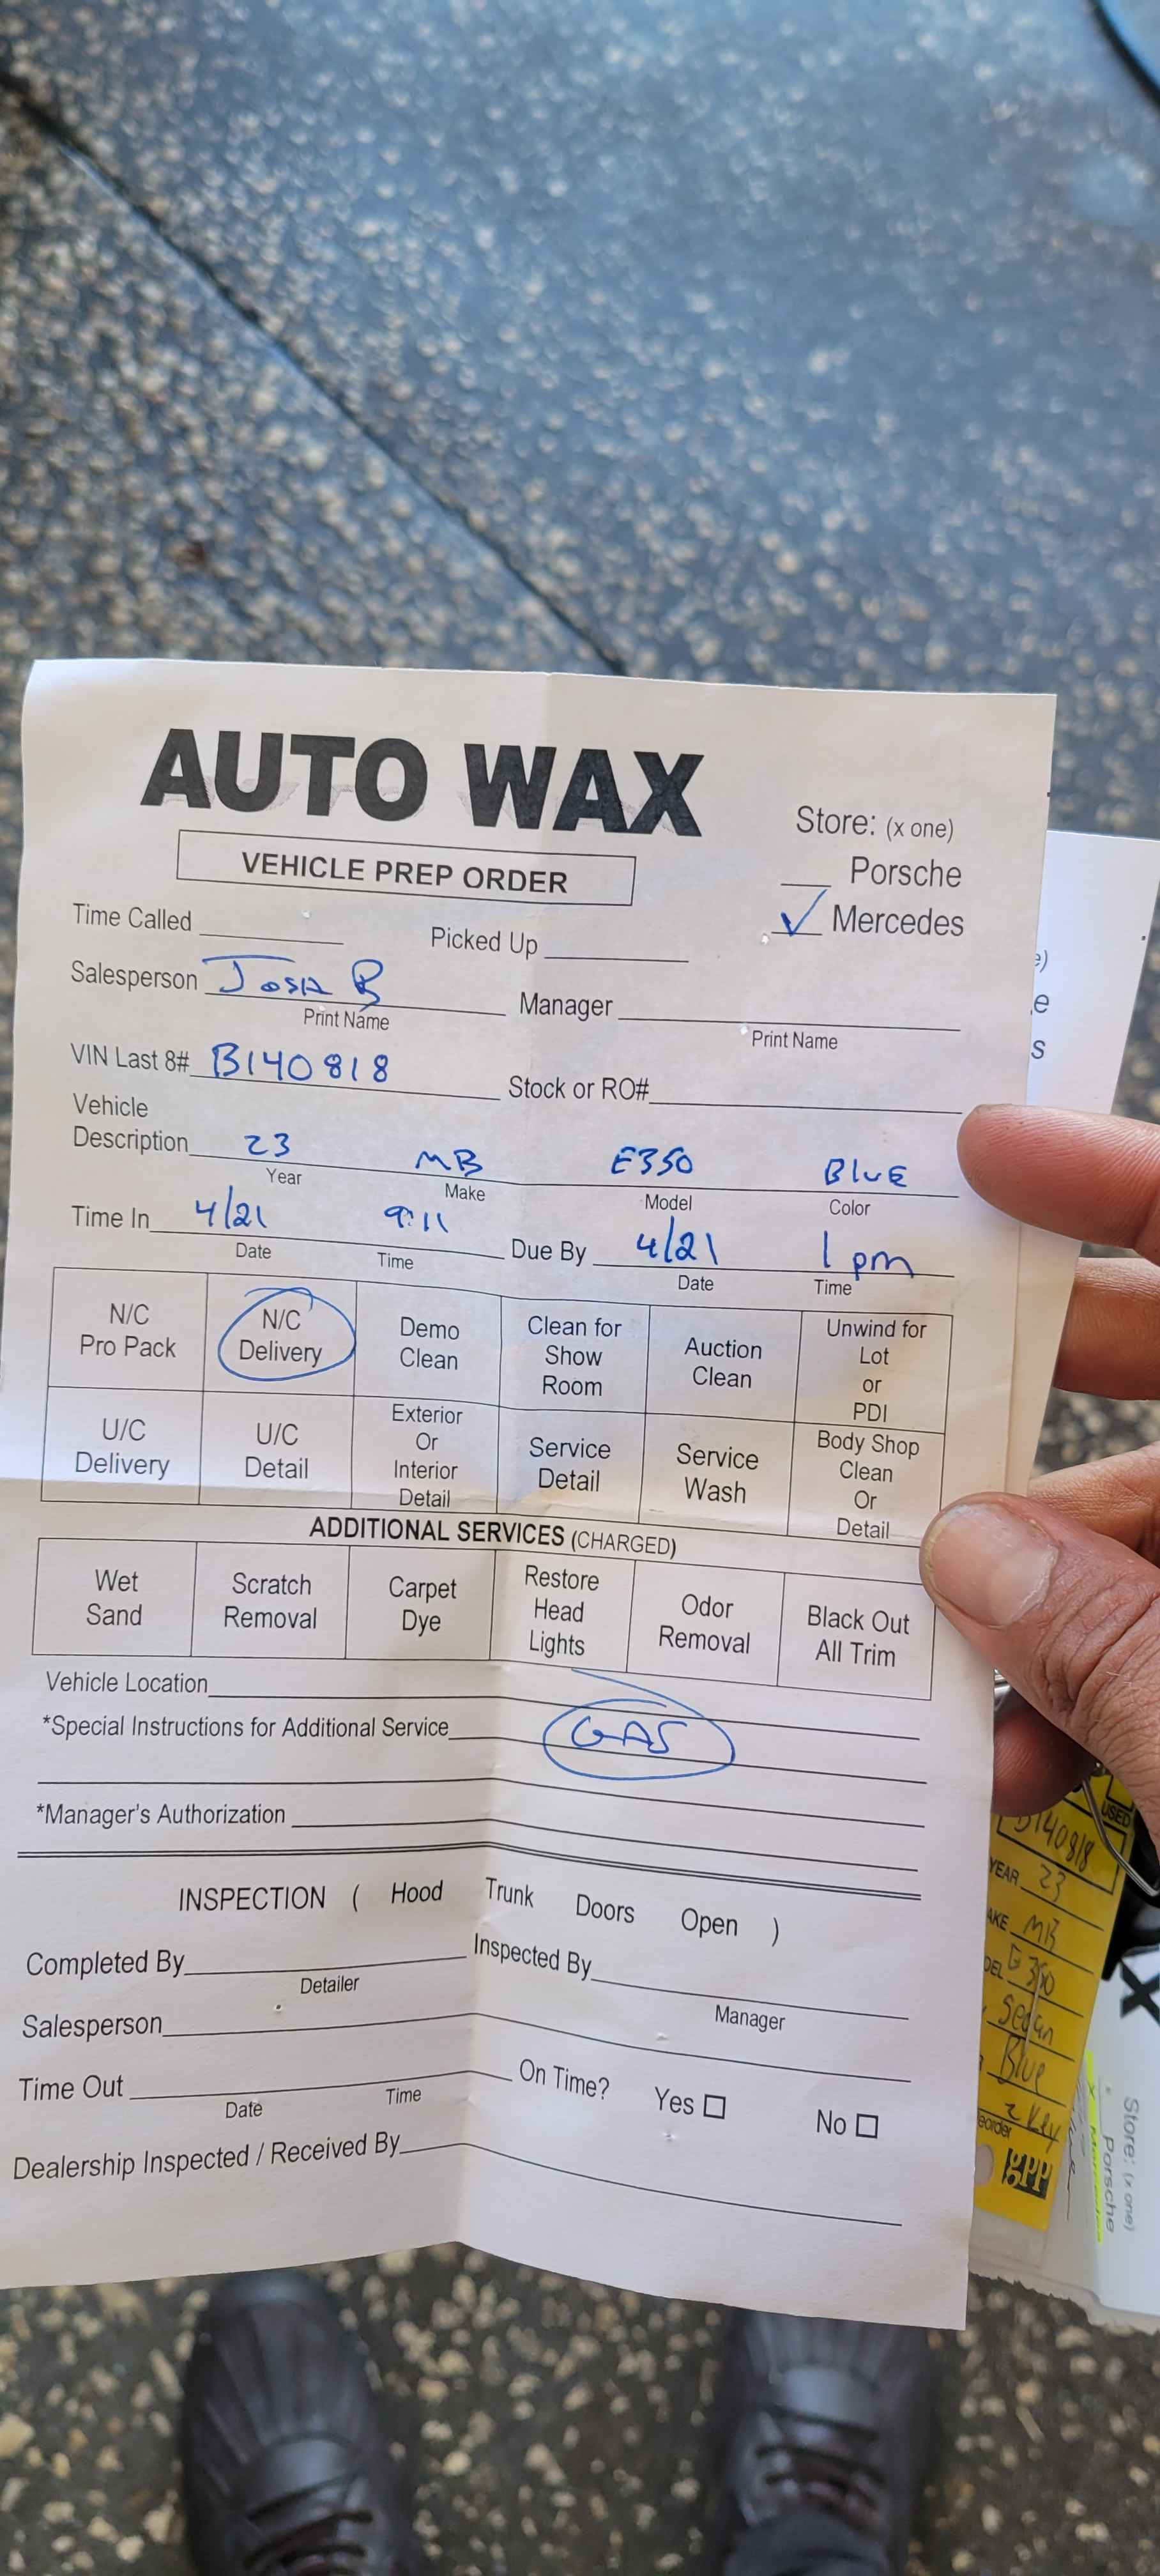 AUTO WAX
VEHICLE PREP ORDER
Store: (x one)
Porsche
✓ Mercedes
Time Called Picked Up
Salesperson Josh B Manager
Print Name Print Name
VIN Last 8# B140818 Stock or RO#
Vehicle
Description 23 MB E350 BLUE
Year Make Model Color
Time In 4/21 9:11 Due By 4/21 1pm
Date Time Date Time
N/C
Pro Pack
N/C
Delivery
Demo
Clean
Clean for
Show
Room
Auction
Clean
Unwind for
Lot
or
PDI
U/C
Delivery
U/C
Detail
Exterior
Or
Interior
Detail
Service
Detail
Service
Wash
Body Shop
Clean
Or
Detail
ADDITIONAL SERVICES (CHARGED)
Wet
Sand
Scratch
Removal
Carpet
Dye
Restore
Head
Lights
Odor
Removal
Black Out
All Trim
Vehicle Location
*Special Instructions for Additional Service GAS
*Manager's Authorization
INSPECTION ( Hood Trunk Doors Open )
Completed By Inspected By
Detailer Manager
Salesperson
Time Out On Time? Yes □ No □
Date Time
Dealership Inspected / Received By
USED
B140818
YEAR 23
MB
350
Sedan
Blue
2 Key
gpp
X
Store: (x one)
Porsche